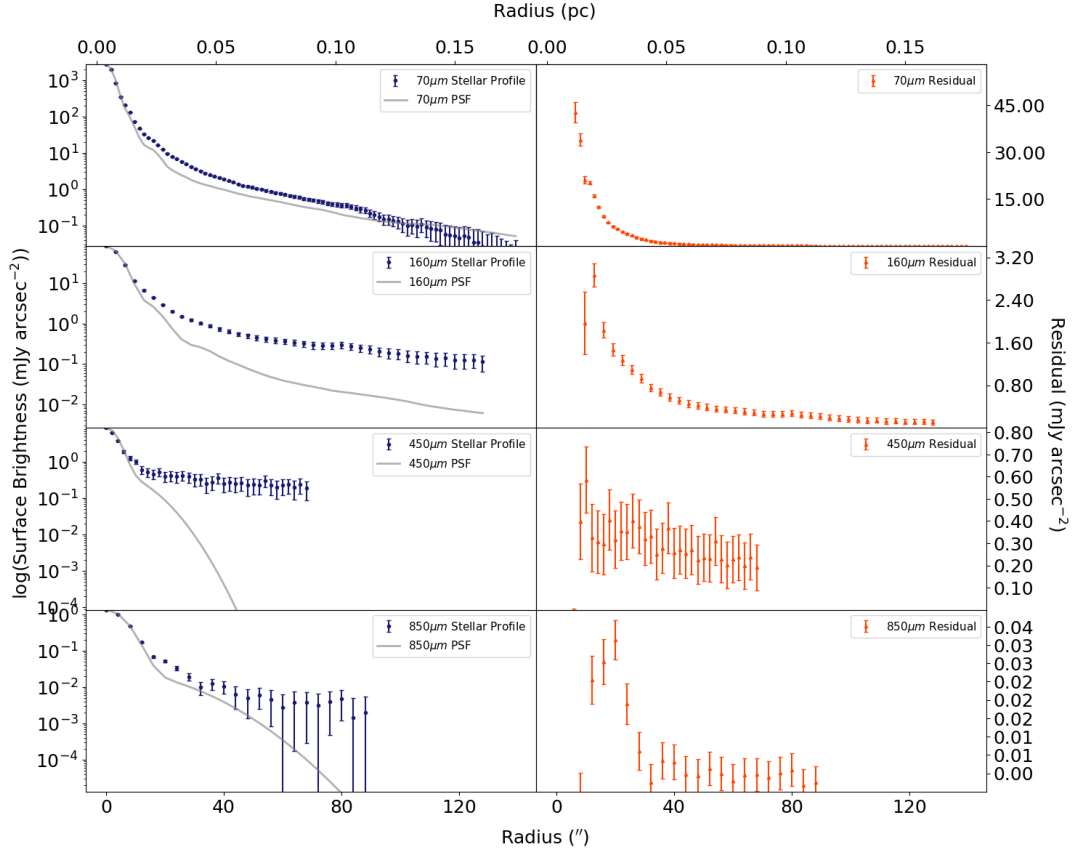 Radius (pc)
Radius (pc)
0.00 0.05 0.10 0.15 0.00 0.05 0.10 0.15
70μm Stellar Profile
70μm PSF
10³
10²
10¹
10⁰
10⁻¹
70μm Residual
45.00
30.00
15.00
160μm Stellar Profile
160μm PSF
10¹
10⁰
10⁻¹
10⁻²
160μm Residual
3.20
2.40
1.60
0.80
450μm Stellar Profile
450μm PSF
10⁰
10⁻¹
10⁻²
10⁻³
10⁻⁴
450μm Residual
0.80
0.60
0.50
0.40
0.30
0.20
0.10
850μm Stellar Profile
850μm PSF
10⁰
10⁻¹
10⁻²
10⁻³
10⁻⁴
850μm Residual
0.04
0.03
0.02
0.02
0.01
0.01
0.00
log(Surface Brightness (mJy arcsec⁻²))
Residual (mJy arcsec⁻²)
0 40 80 120 0 40 80 120
Radius (″)
Radius (″)